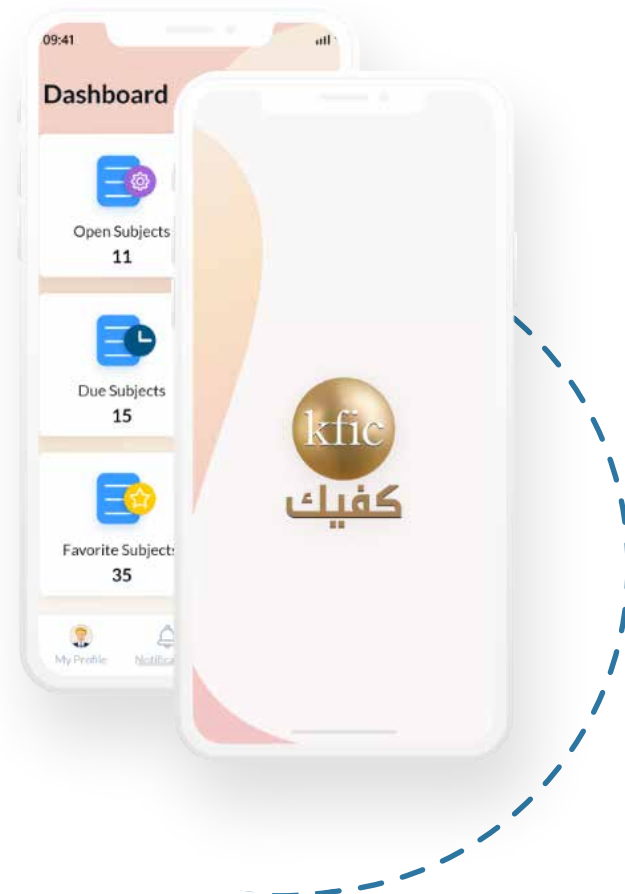 09:41
Dashboard
Open Subjects
11
Due Subjects
15
Favorite Subjects
35
My Profile
kfic
كفيك